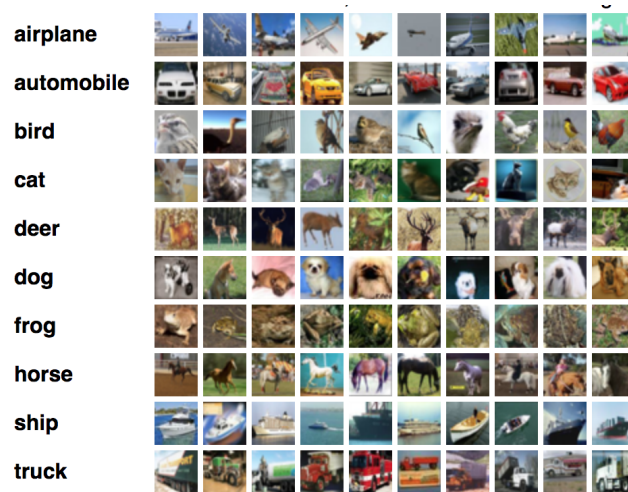 airplane
automobile
bird
cat
deer
dog
frog
horse
ship
truck